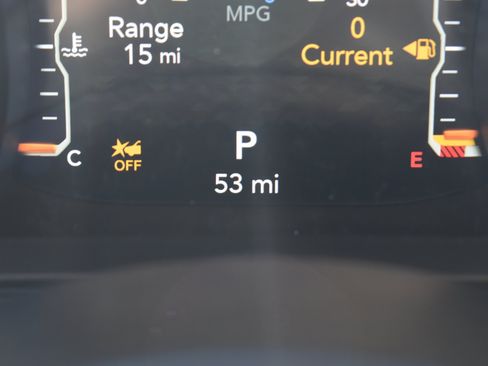 MPG
Range
15 mi
0
Current
C
OFF
P
E
53 mi